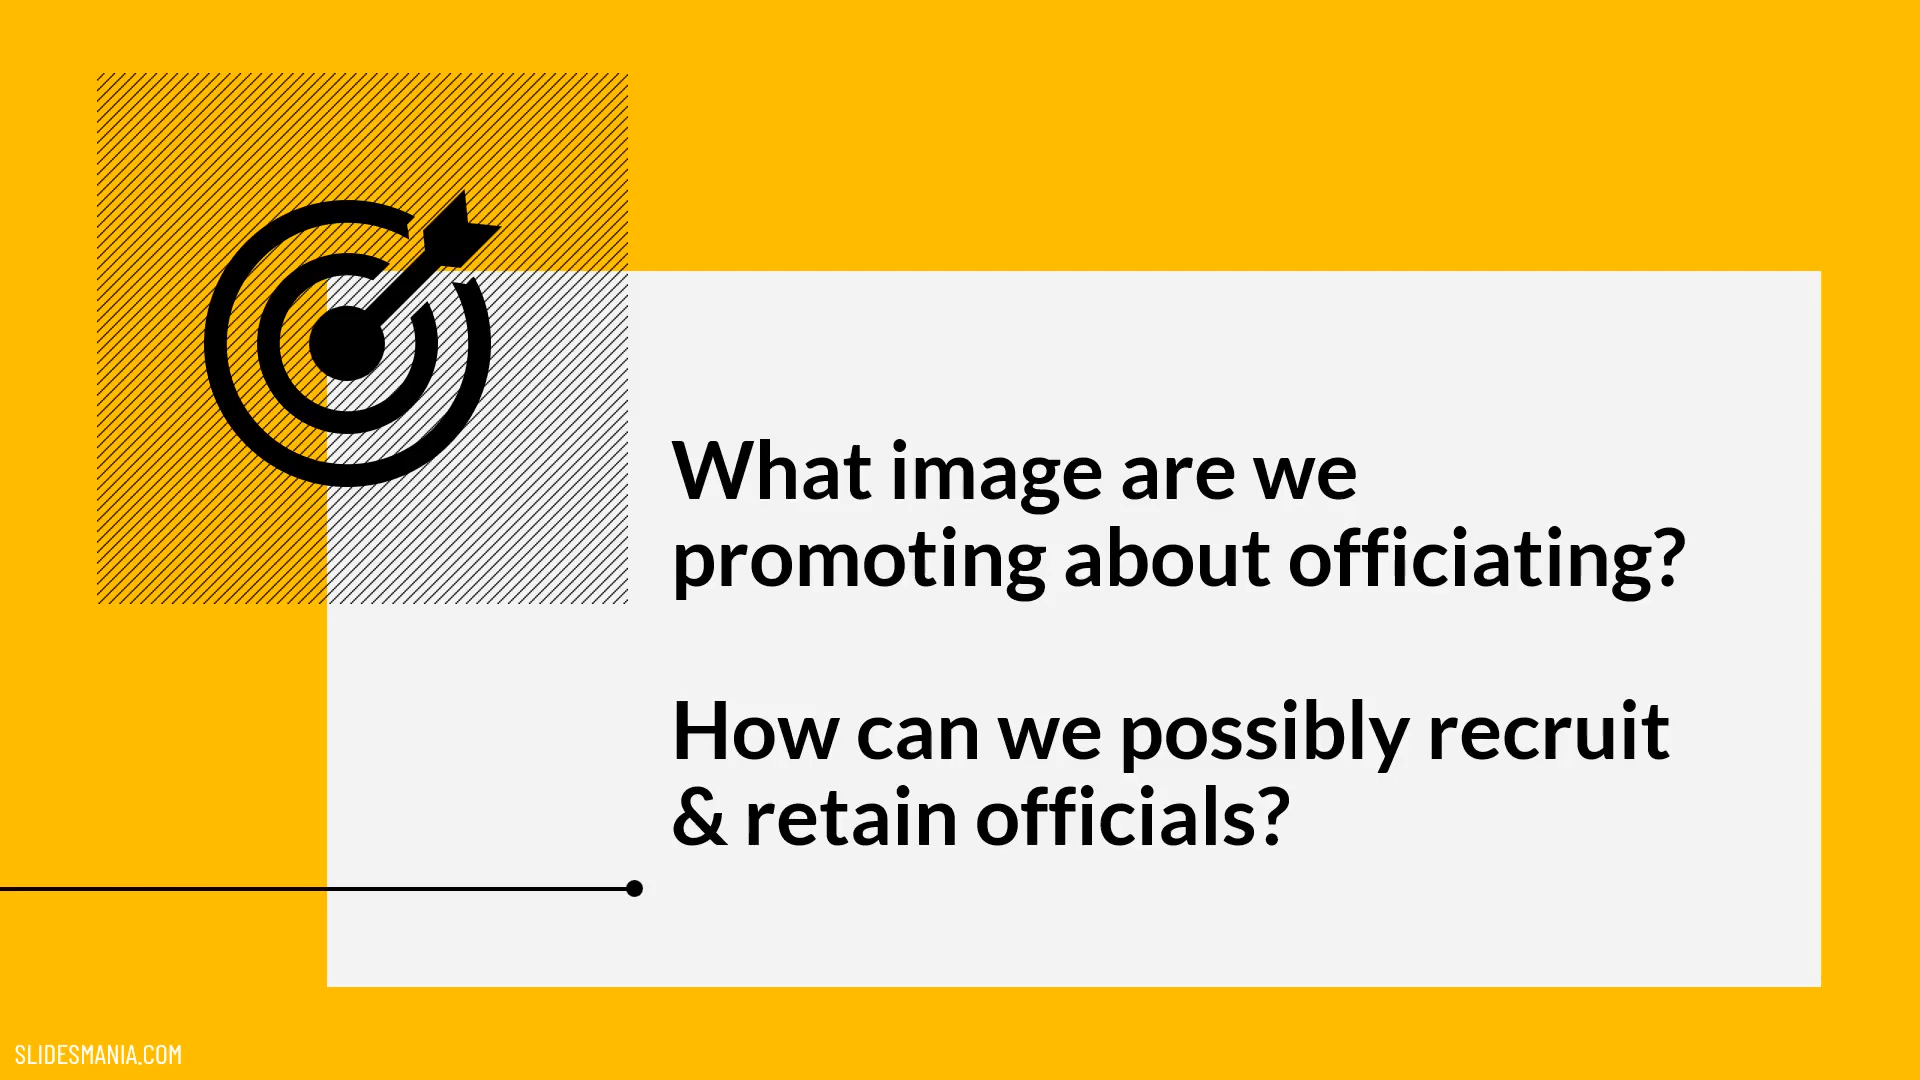 What image are we
promoting about officiating?
How can we possibly recruit
& retain officials?
SLIDESMANIA.COM